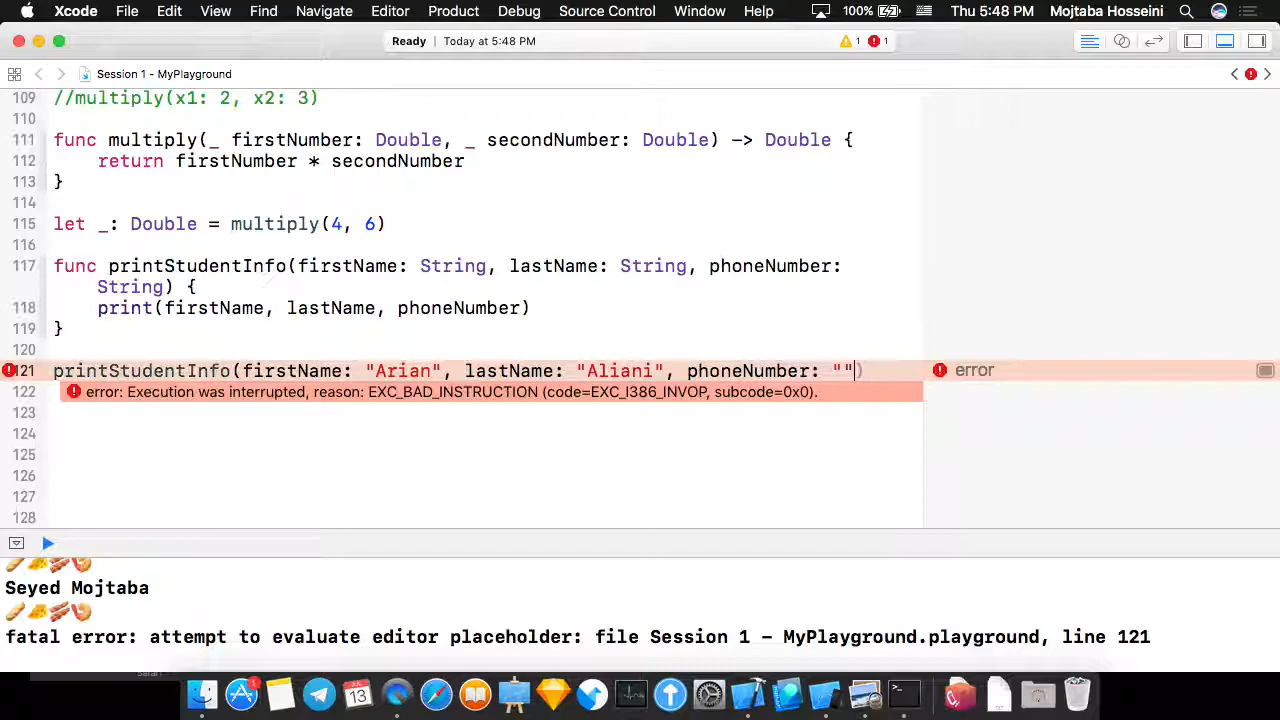 Xcode File Edit View Find Navigate Editor Product Debug Source Control Window Help 100% Thu 5:48 PM Mojtaba Hosseini
Ready | Today at 5:48 PM 1 1
Session 1 - MyPlayground
109 //multiply(x1: 2, x2: 3)
110
111 func multiply(_ firstNumber: Double, _ secondNumber: Double) -> Double {
112 return firstNumber * secondNumber
113 }
114
115 let _: Double = multiply(4, 6)
116
117 func printStudentInfo(firstName: String, lastName: String, phoneNumber:
String) {
118 print(firstName, lastName, phoneNumber)
119 }
120
121 printStudentInfo(firstName: "Arian", lastName: "Aliani", phoneNumber: "") error
122 error: Execution was interrupted, reason: EXC_BAD_INSTRUCTION (code=EXC_I386_INVOP, subcode=0x0).
123
124
125
126
127
128
Seyed Mojtaba
fatal error: attempt to evaluate editor placeholder: file Session 1 - MyPlayground.playground, line 121
1
13